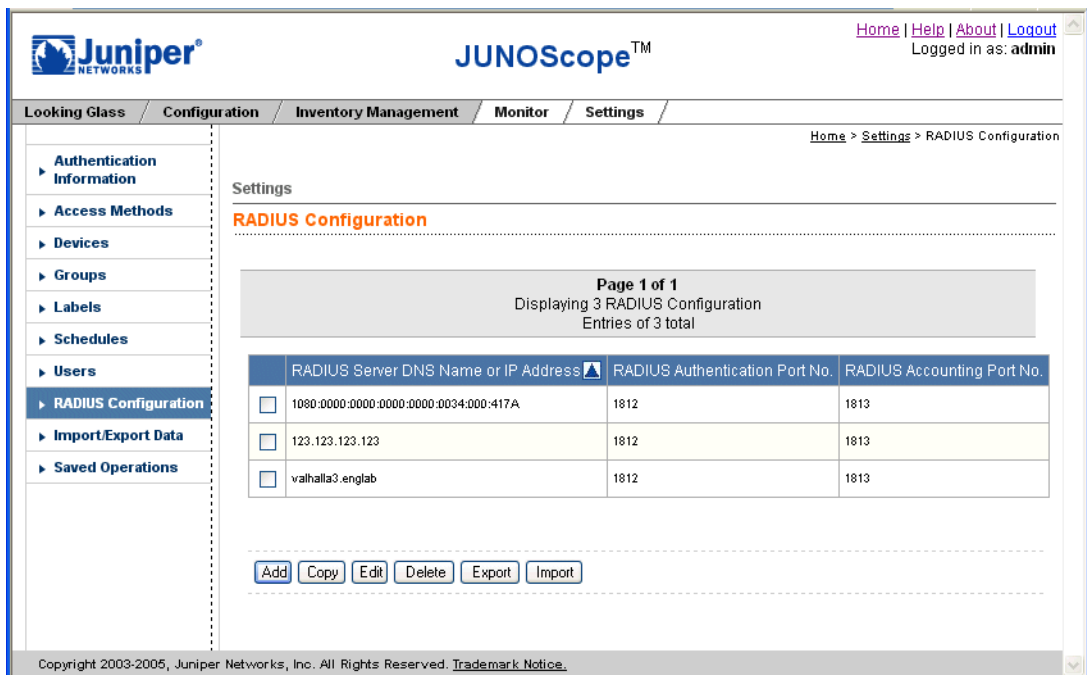 Juniper®
NETWORKS
JUNOScope™
Home | Help | About | Logout
Logged in as: admin
Looking Glass / Configuration / Inventory Management / Monitor / Settings /
Home > Settings > RADIUS Configuration
Authentication
Information
Access Methods
Devices
Groups
Labels
Schedules
Users
RADIUS Configuration
Import/Export Data
Saved Operations
Settings
RADIUS Configuration
Page 1 of 1
Displaying 3 RADIUS Configuration
Entries of 3 total
RADIUS Server DNS Name or IP Address RADIUS Authentication Port No. RADIUS Accounting Port No.
1080:0000:0000:0000:0000:0034:000:417A 1812 1813
123.123.123.123 1812 1813
valhalla3.englab 1812 1813
Add Copy Edit Delete Export Import
Copyright 2003-2005, Juniper Networks, Inc. All Rights Reserved. Trademark Notice.